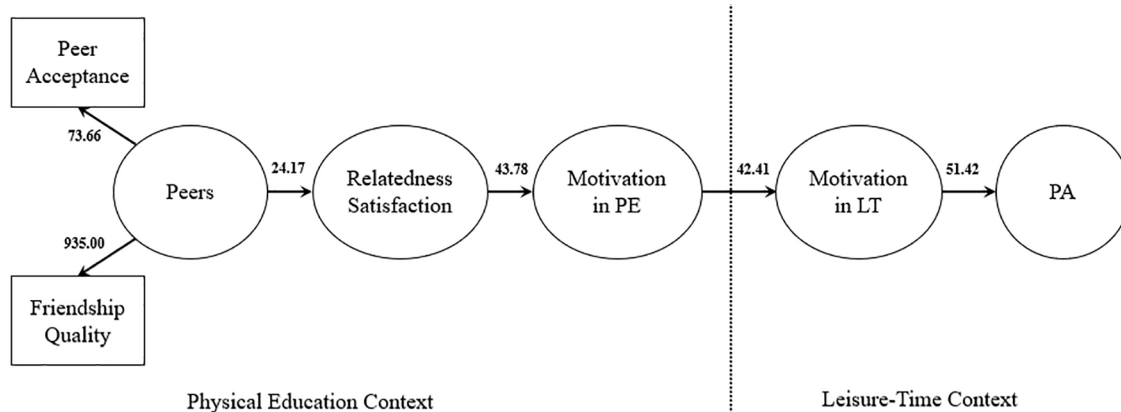 Peer
Acceptance
73.66
Peers
24.17
Relatedness
Satisfaction
43.78
Motivation
in PE
42.41
Motivation
in LT
51.42
PA
935.00
Friendship
Quality
Physical Education Context
Leisure-Time Context